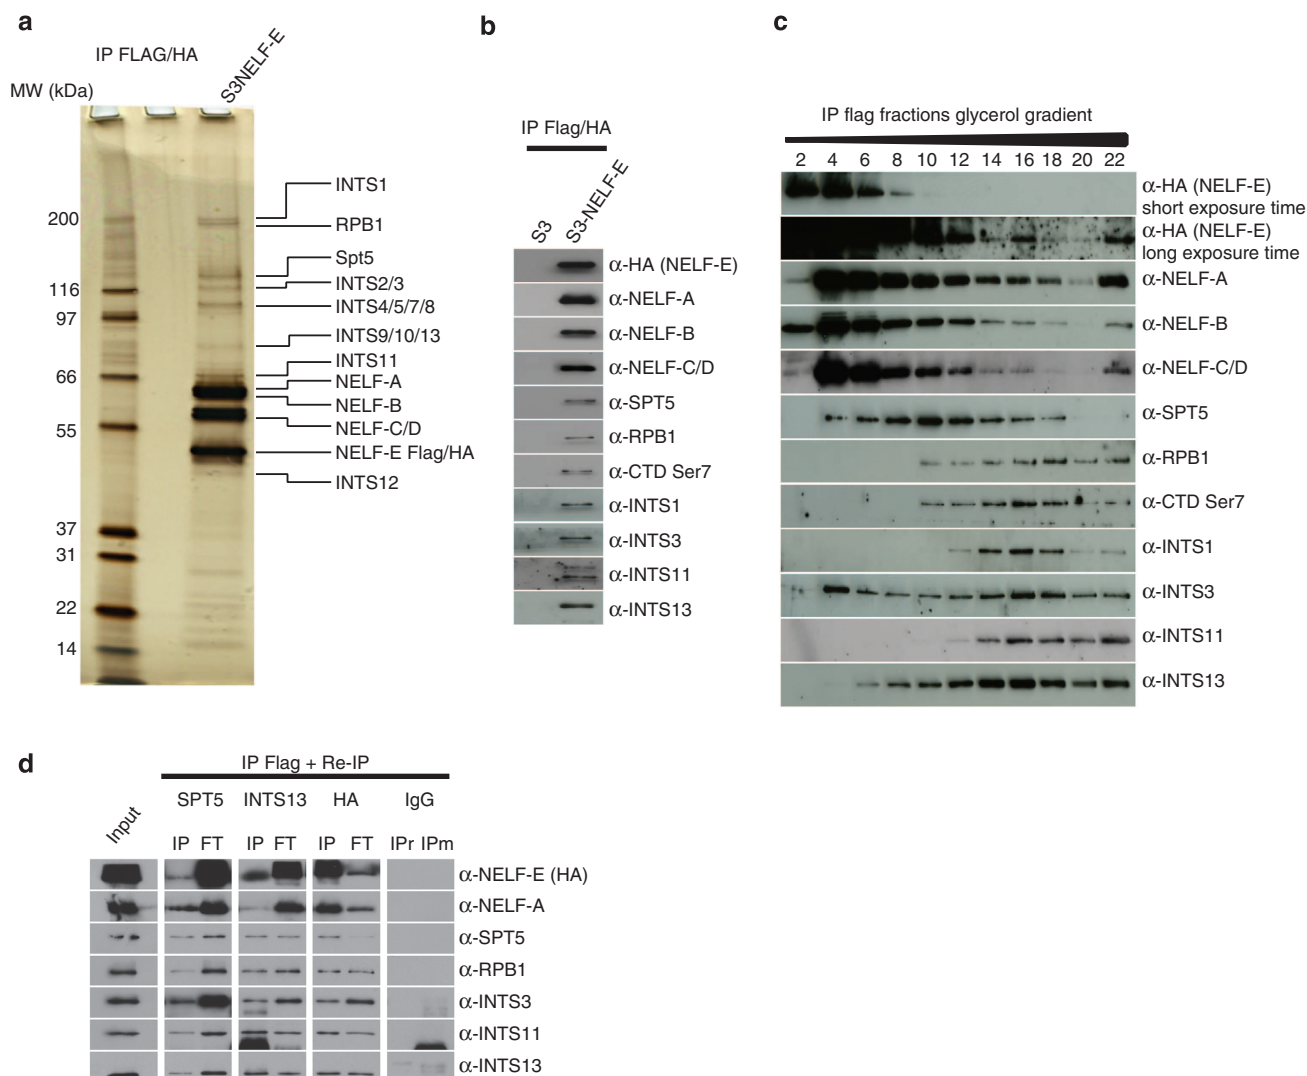 a
IP FLAG/HA
S3NELF-E
MW (kDa)
200
116
97
66
55
37
31
22
14
INTS1
RPB1
Spt5
INTS2/3
INTS4/5/7/8
INTS9/10/13
INTS11
NELF-A
NELF-B
NELF-C/D
NELF-E Flag/HA
INTS12
b
IP Flag/HA
S3
S3-NELF-E
α-HA (NELF-E)
α-NELF-A
α-NELF-B
α-NELF-C/D
α-SPT5
α-RPB1
α-CTD Ser7
α-INTS1
α-INTS3
α-INTS11
α-INTS13
c
IP flag fractions glycerol gradient
2 4 6 8 10 12 14 16 18 20 22
α-HA (NELF-E)
short exposure time
α-HA (NELF-E)
long exposure time
α-NELF-A
α-NELF-B
α-NELF-C/D
α-SPT5
α-RPB1
α-CTD Ser7
α-INTS1
α-INTS3
α-INTS11
α-INTS13
d
IP Flag + Re-IP
Input
SPT5 INTS13 HA IgG
IP FT IP FT IP FT IPr IPm
α-NELF-E (HA)
α-NELF-A
α-SPT5
α-RPB1
α-INTS3
α-INTS11
α-INTS13